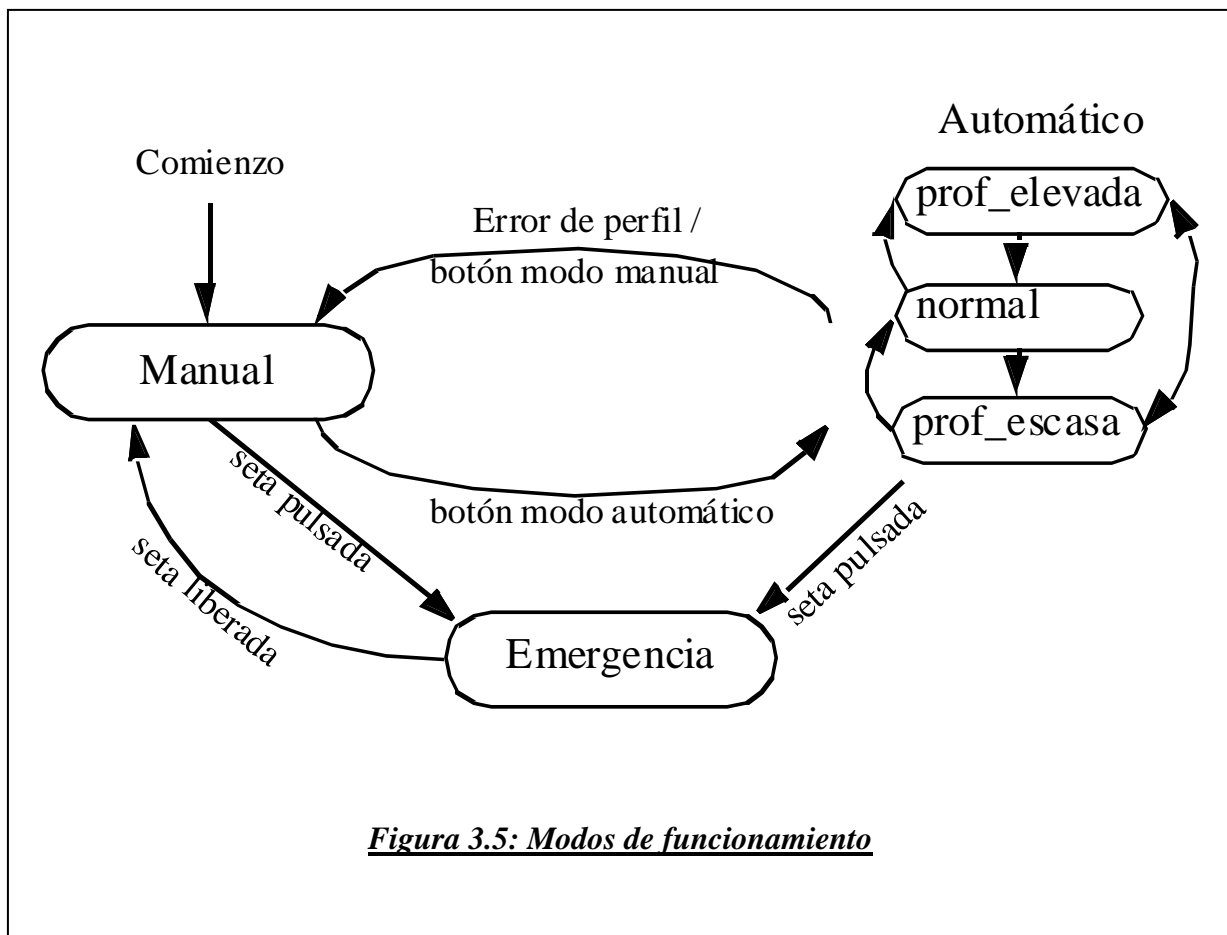 Automático
Comienzo
prof_elevada
Error de perfil /
botón modo manual
normal
Manual
prof_escasa
seta pulsada
botón modo automático
seta pulsada
seta liberada
Emergencia
Figura 3.5: Modos de funcionamiento